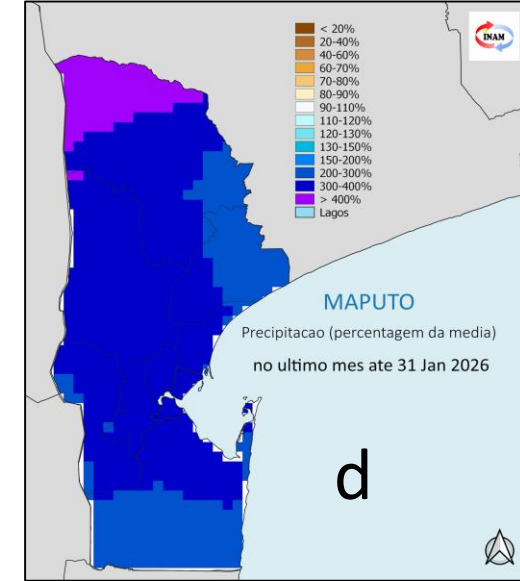 < 20%
20-40%
40-60%
60-70%
70-80%
80-90%
90-110%
110-120%
120-130%
130-150%
150-200%
200-300%
300-400%
> 400%
Lagos
INAM
MAPUTO
Precipitacao (percentagem da media)
no ultimo mes ate 31 Jan 2026
d